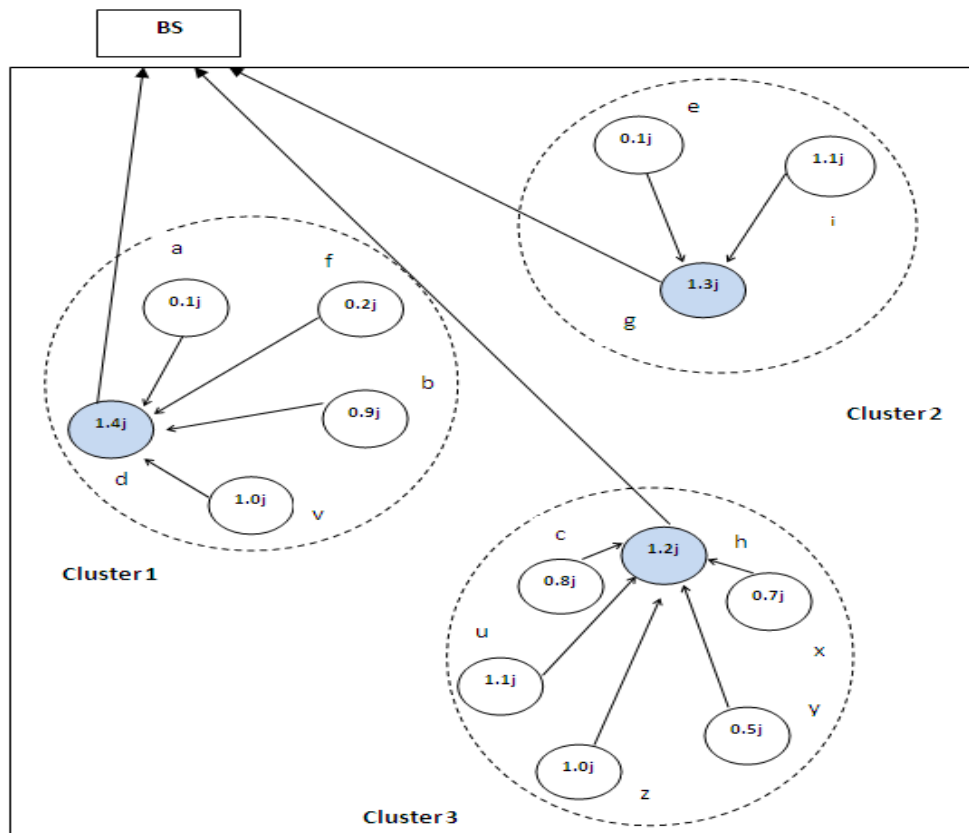 BS
e
0.1j
1.1j
i
a
f
0.1j
0.2j
1.3j
g
b
0.9j
1.4j
Cluster 2
d
1.0j
v
c
1.2j
h
Cluster 1
0.8j
0.7j
u
x
1.1j
y
0.5j
1.0j
z
Cluster 3